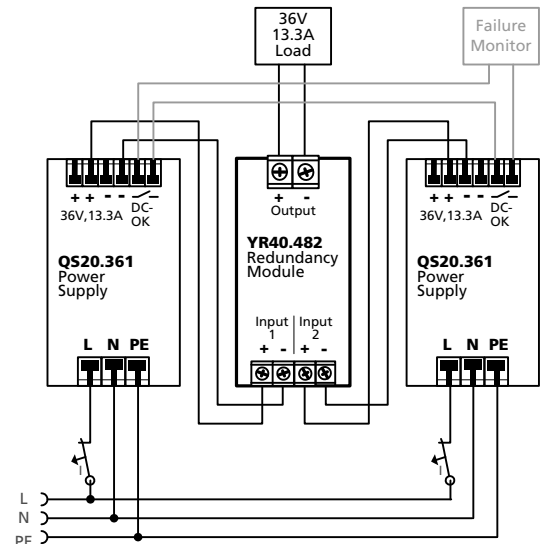 36V
13.3A
Load
Failure
Monitor
+ + - -
36V,13.3A
DC-
OK
QS20.361
Power
Supply
L N PE
+ -
Output
YR40.482
Redundancy
Module
Input
1
Input
2
+ - + -
+ + - -
36V,13.3A
DC-
OK
QS20.361
Power
Supply
L N PE
I
I
L
N
PE